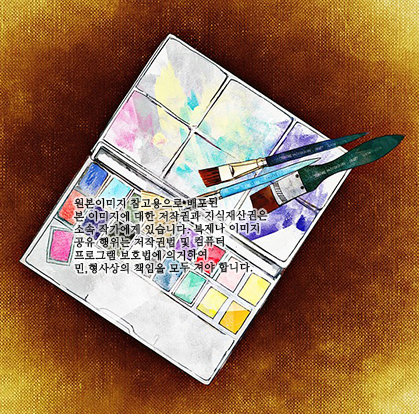 원본이미지 참고용으로 배포된
본 이미지에 대한 저작권과 지식재산권은
소속 작가에게 있습니다. 복제나 이미지
공유 행위는 저작권법 및 컴퓨터
프로그램 보호법에 의거하여
민,형사상의 책임을 모두 져야 합니다.